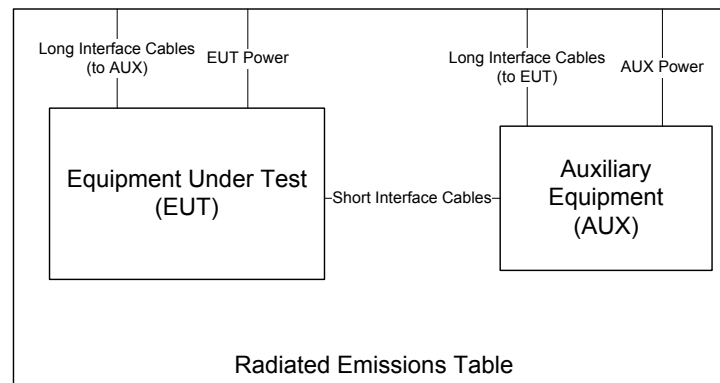 Long Interface Cables
(to AUX)
EUT Power
Long Interface Cables
(to EUT)
AUX Power
Equipment Under Test
(EUT)
Short Interface Cables
Auxiliary
Equipment
(AUX)
Radiated Emissions Table